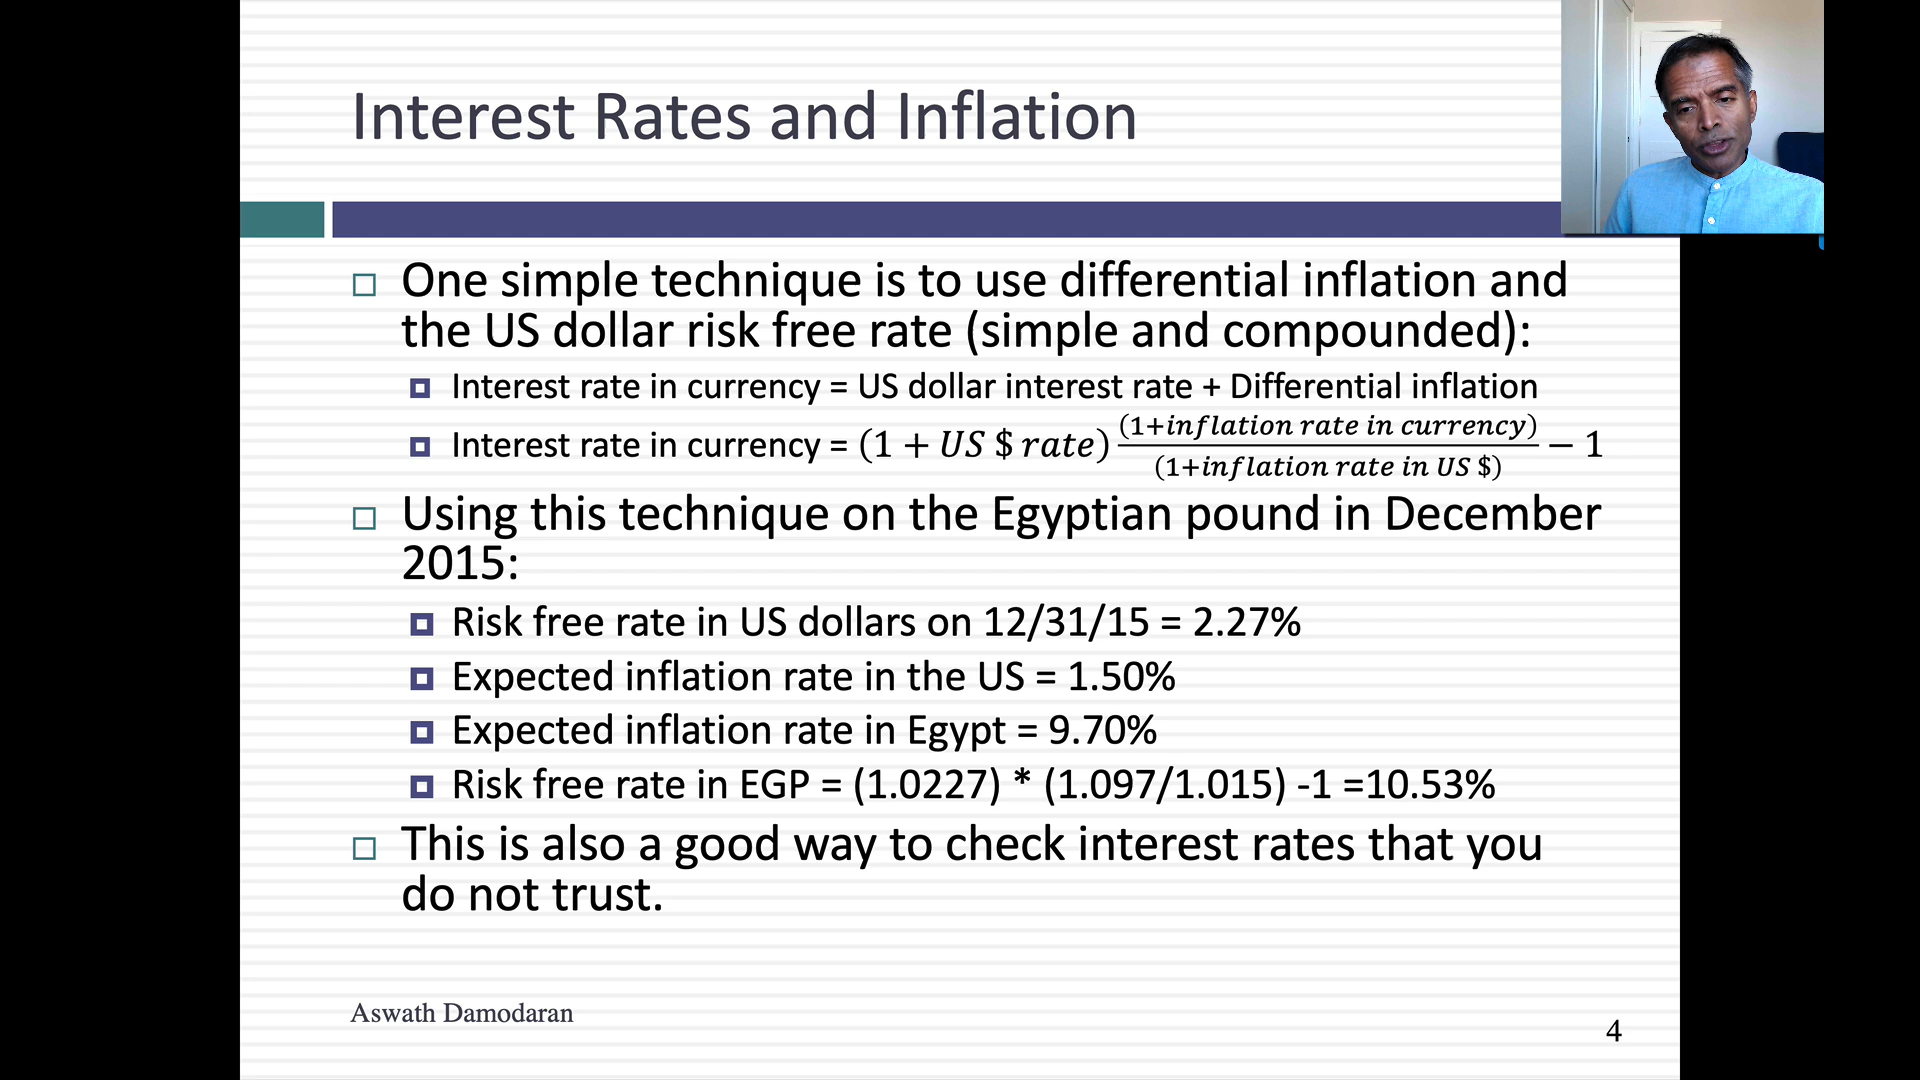 Interest Rates and Inflation
One simple technique is to use differential inflation and
the US dollar risk free rate (simple and compounded):
Interest rate in currency = US dollar interest rate + Differential inflation
Interest rate in currency = (1 + US $ rate) (1+inflation rate in currency)/(1+inflation rate in US $) − 1
Using this technique on the Egyptian pound in December
2015:
Risk free rate in US dollars on 12/31/15 = 2.27%
Expected inflation rate in the US = 1.50%
Expected inflation rate in Egypt = 9.70%
Risk free rate in EGP = (1.0227) * (1.097/1.015) -1 =10.53%
This is also a good way to check interest rates that you
do not trust.
Aswath Damodaran
4